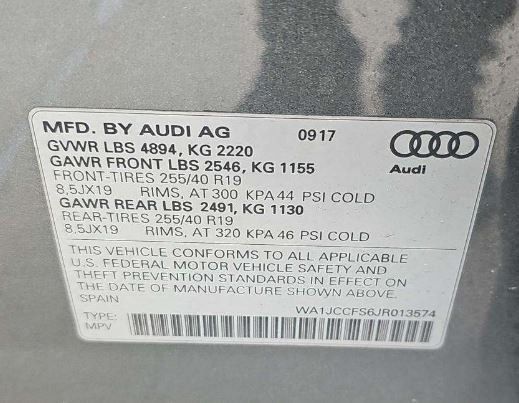 MFD. BY AUDI AG 0917
GVWR LBS 4894, KG 2220
GAWR FRONT LBS 2546, KG 1155
FRONT-TIRES 255/40 R19
8,5JX19 RIMS, AT 300 KPA 44 PSI COLD
GAWR REAR LBS 2491, KG 1130
REAR-TIRES 255/40 R19
8,5JX19 RIMS, AT 320 KPA 46 PSI COLD
Audi
THIS VEHICLE CONFORMS TO ALL APPLICABLE
U.S. FEDERAL MOTOR VEHICLE SAFETY AND
THEFT PREVENTION STANDARDS IN EFFECT ON
THE DATE OF MANUFACTURE SHOWN ABOVE.
SPAIN
WA1JCCFS6JR013574
TYPE:
MPV